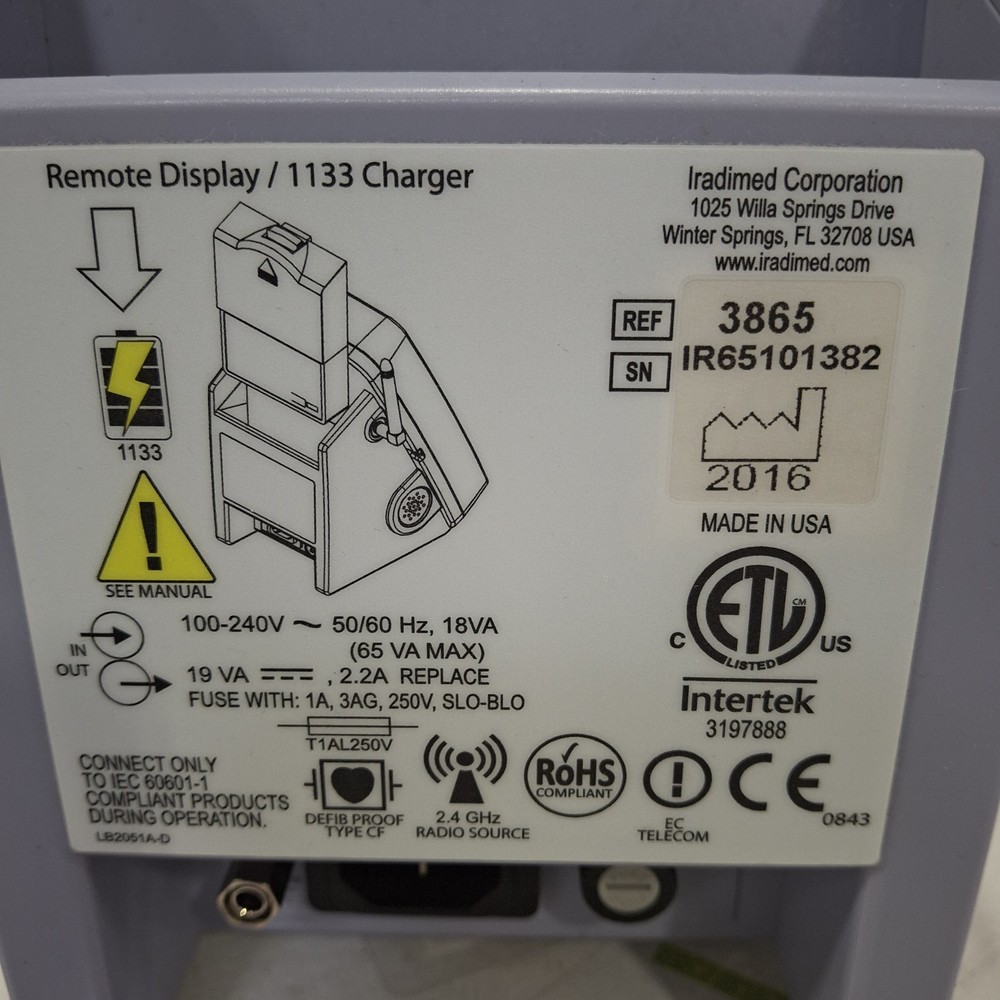 Remote Display / 1133 Charger
1133
SEE MANUAL
IN
OUT
100-240V ~ 50/60 Hz, 18VA
(65 VA MAX)
19 VA ⎓ , 2.2A REPLACE
FUSE WITH: 1A, 3AG, 250V, SLO-BLO
T1AL250V
CONNECT ONLY
TO IEC 60601-1
COMPLIANT PRODUCTS
DURING OPERATION.
LB2051A-D
DEFIB PROOF
TYPE CF
2.4 GHz
RADIO SOURCE
RoHS
COMPLIANT
EC
TELECOM
CE
0843
Iradimed Corporation
1025 Willa Springs Drive
Winter Springs, FL 32708 USA
www.iradimed.com
REF 3865
SN IR65101382
2016
MADE IN USA
ETL CM
C US
LISTED
Intertek
3197888